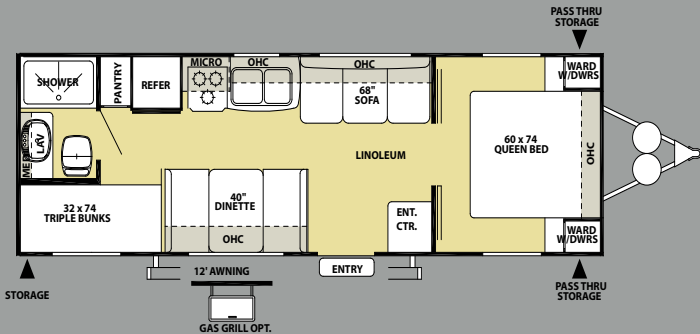 PASS THRU
STORAGE
MICRO
OHC
OHC
WARD
W/DWRS
SHOWER
PANTRY
REFER
68"
SOFA
MED
LAV
LINOLEUM
60 x 74
QUEEN BED
OHC
32 x 74
TRIPLE BUNKS
40"
DINETTE
OHC
ENT.
CTR.
WARD
W/DWRS
ENTRY
12' AWNING
STORAGE
PASS THRU
STORAGE
GAS GRILL OPT.